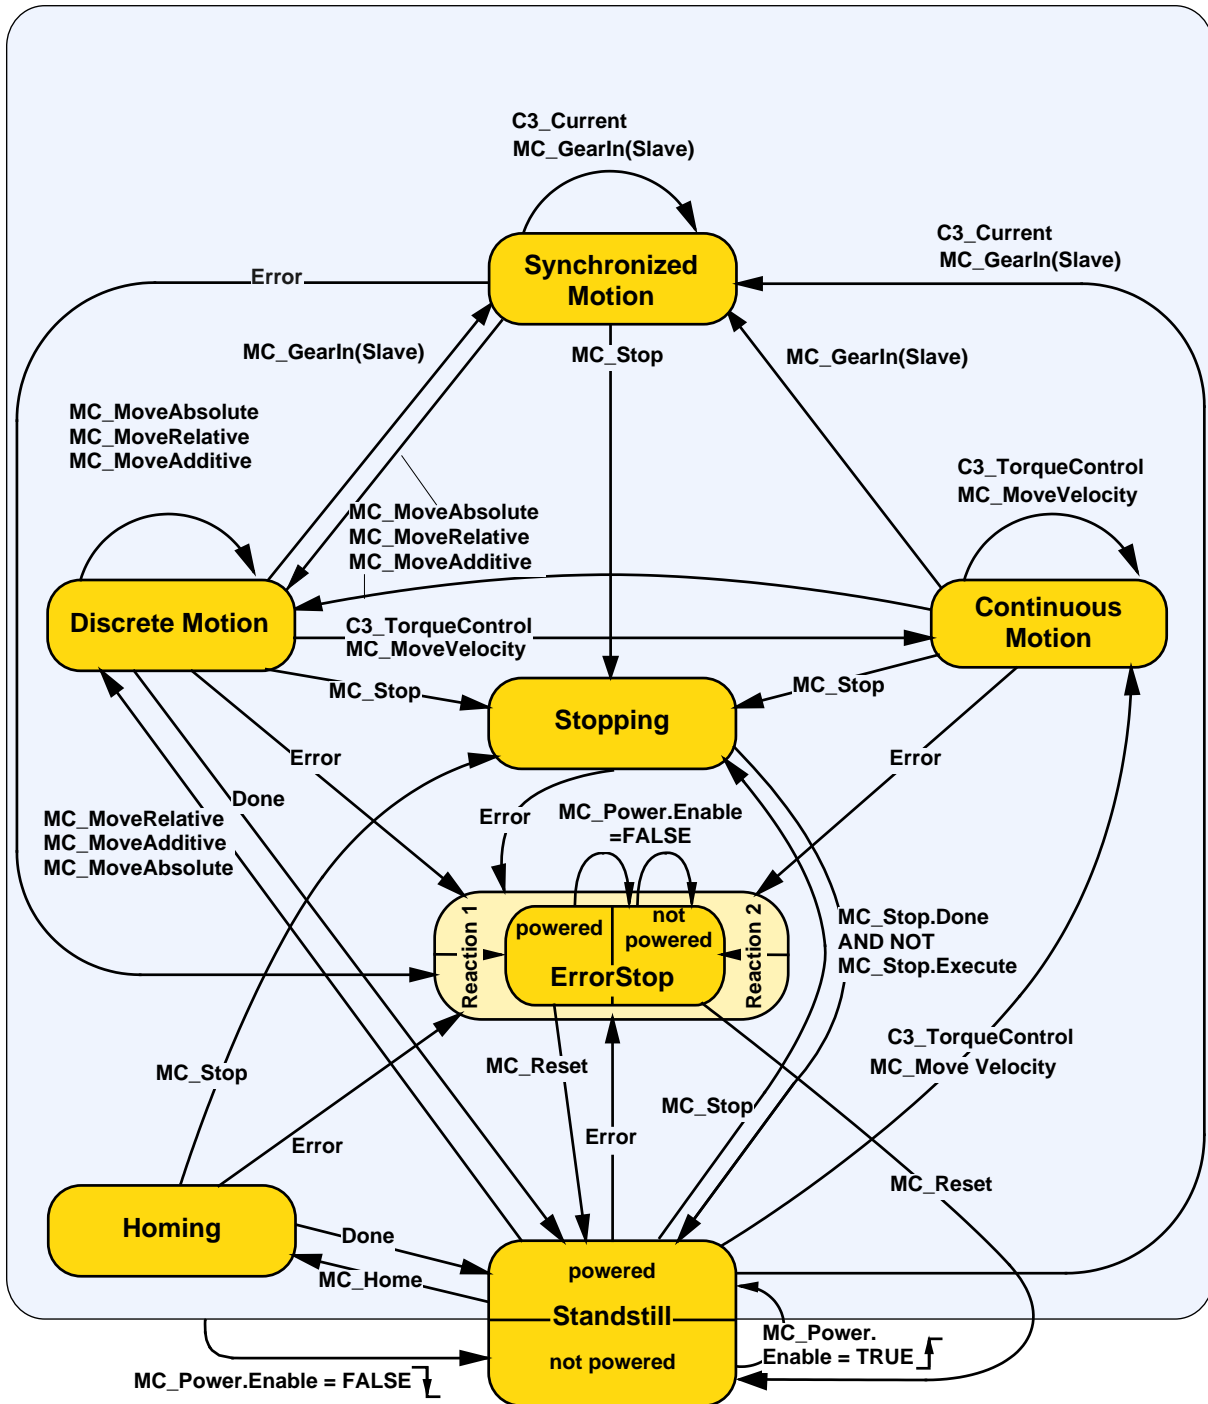 C3_Current
MC_GearIn(Slave)
C3_Current
MC_GearIn(Slave)
Synchronized
Motion
Error
MC_GearIn(Slave)
MC_Stop
MC_GearIn(Slave)
MC_MoveAbsolute
MC_MoveRelative
MC_MoveAdditive
C3_TorqueControl
MC_MoveVelocity
MC_MoveAbsolute
MC_MoveRelative
MC_MoveAdditive
Discrete Motion
Continuous
Motion
C3_TorqueControl
MC_MoveVelocity
MC_Stop
MC_Stop
Stopping
Error
Error
Done
MC_MoveRelative
MC_MoveAdditive
MC_MoveAbsolute
Error
MC_Power.Enable
=FALSE
Reaction 1
powered
not
powered
ErrorStop
Reaction 2
MC_Stop.Done
AND NOT
MC_Stop.Execute
C3_TorqueControl
MC_Move Velocity
MC_Stop
MC_Reset
MC_Stop
Error
Error
MC_Reset
Homing
Done
MC_Home
powered
Standstill
not powered
MC_Power.
Enable = TRUE
MC_Power.Enable = FALSE